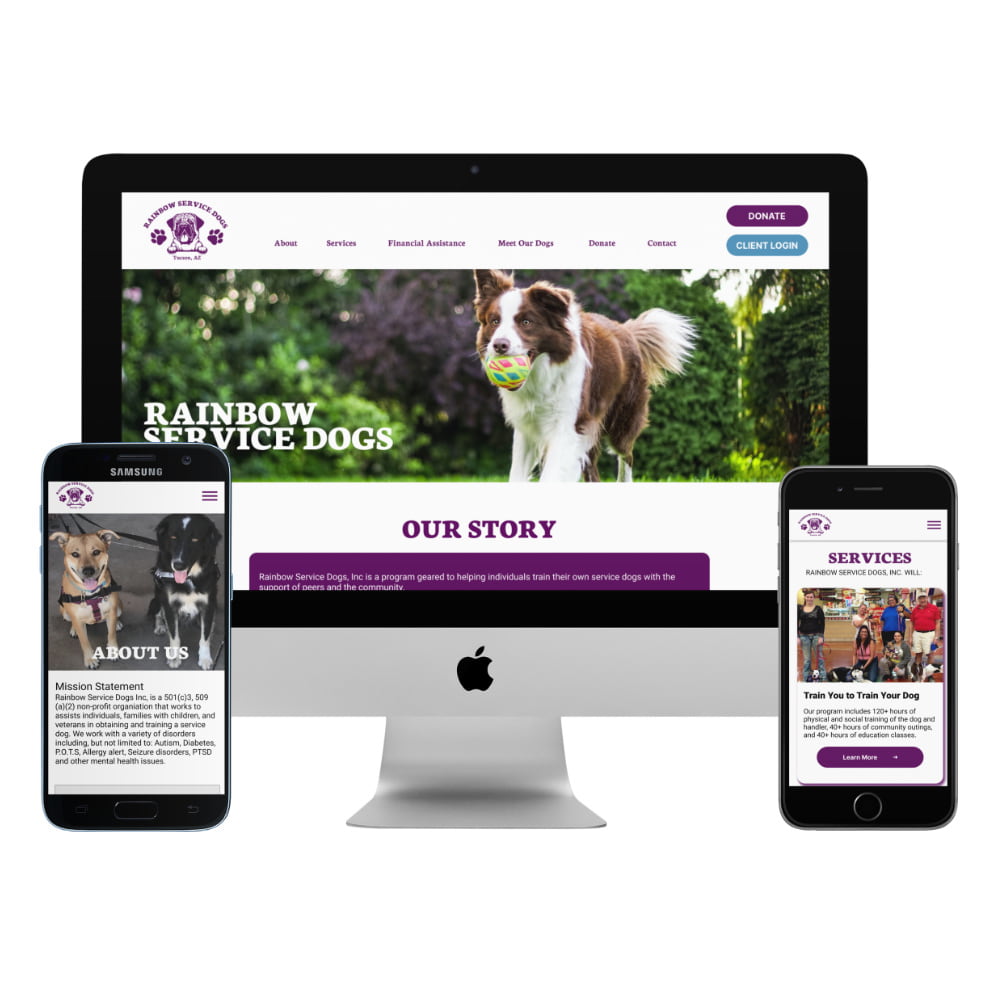 RAINBOW SERVICE DOGS
Tucson, AZ
About Services Financial Assistance Meet Our Dogs Donate Contact
DONATE
CLIENT LOGIN
RAINBOW
SERVICE DOGS
OUR STORY
Rainbow Service Dogs, Inc is a program geared to helping individuals train their own service dogs with the
support of peers and the community.
SAMSUNG
RAINBOW SERVICE DOGS
ABOUT US
Mission Statement
Rainbow Service Dogs Inc, is a 501(c)3, 509
(a)(2) non-profit organiation that works to
assists individuals, families with children, and
veterans in obtaining and training a service
dog. We work with a variety of disorders
including, but not limited to: Autism, Diabetes,
P.O.T.S, Allergy alert, Seizure disorders, PTSD
and other mental health issues.
RAINBOW SERVICE DOGS
SERVICES
RAINBOW SERVICE DOGS, INC. WILL:
Train You to Train Your Dog
Our program includes 120+ hours of
physical and social training of the dog and
handler, 40+ hours of community outings,
and 40+ hours of education classes.
Learn More →